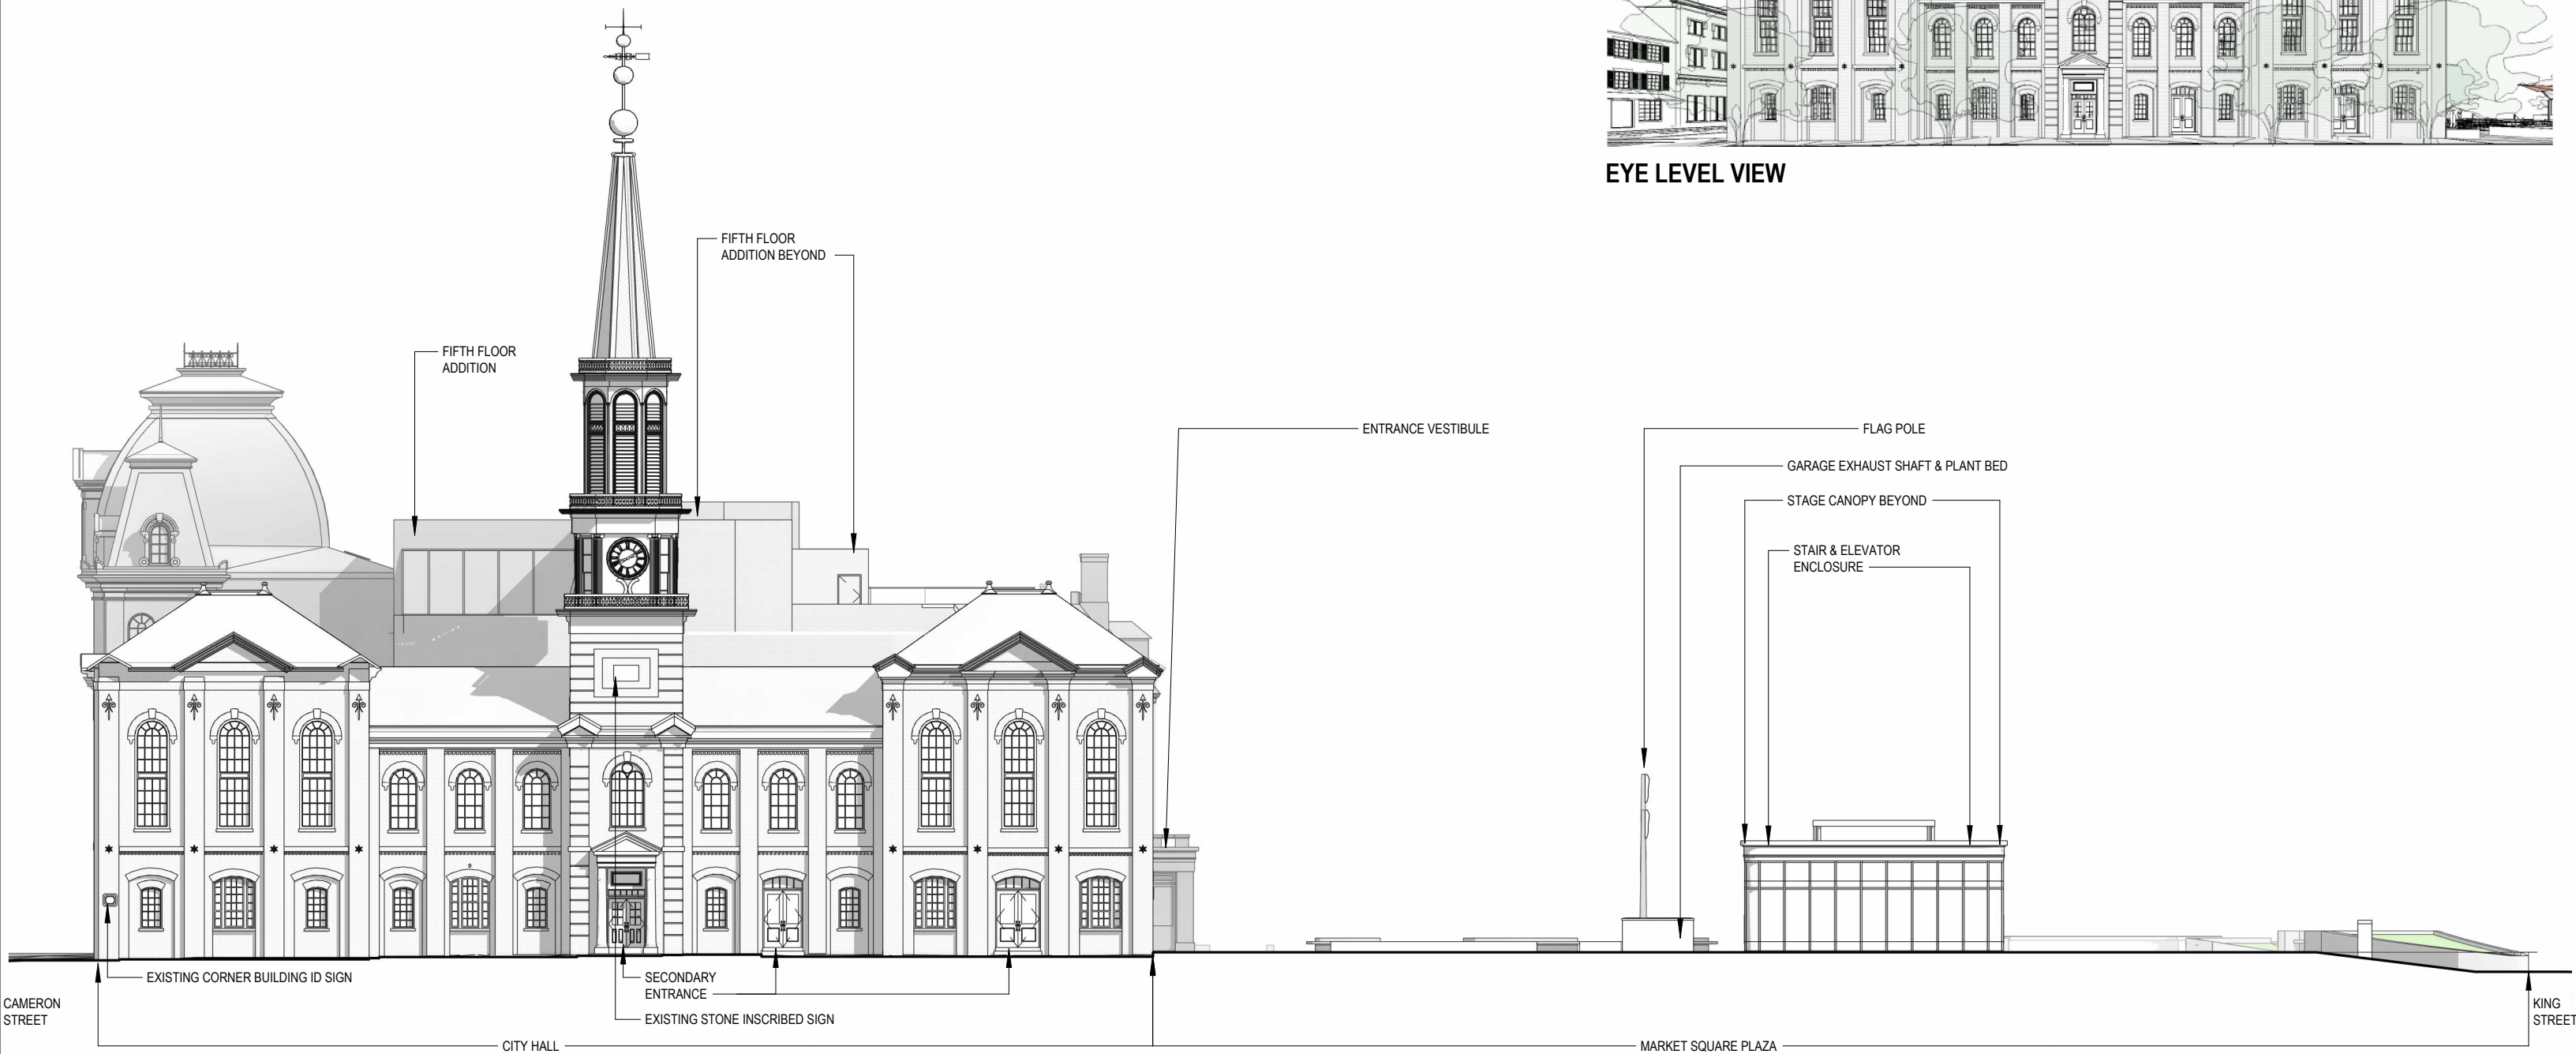 EYE LEVEL VIEW
FIFTH FLOOR
ADDITION BEYOND
FIFTH FLOOR
ADDITION
ENTRANCE VESTIBULE
FLAG POLE
GARAGE EXHAUST SHAFT & PLANT BED
STAGE CANOPY BEYOND
STAIR & ELEVATOR
ENCLOSURE
EXISTING CORNER BUILDING ID SIGN
SECONDARY
ENTRANCE
EXISTING STONE INSCRIBED SIGN
CAMERON
STREET
KING
STREET
CITY HALL
MARKET SQUARE PLAZA